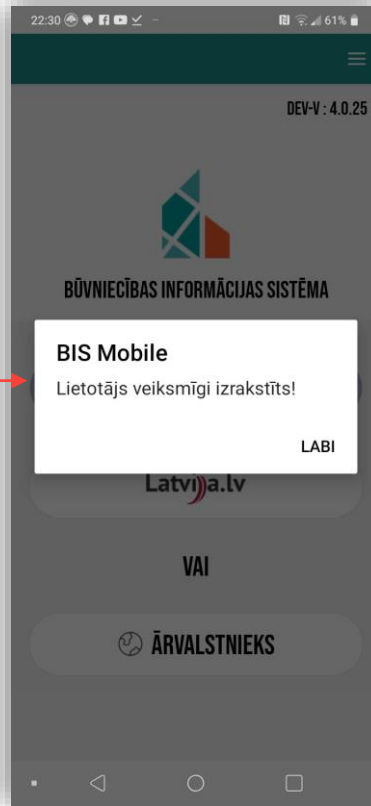 22:30 61%
DEV-V : 4.0.25
BŪVNIECĪBAS INFORMĀCIJAS SISTĒMA
BIS Mobile
Lietotājs veiksmīgi izrakstīts!
LABI
Latvija.lv
VAI
ĀRVALSTNIEKS